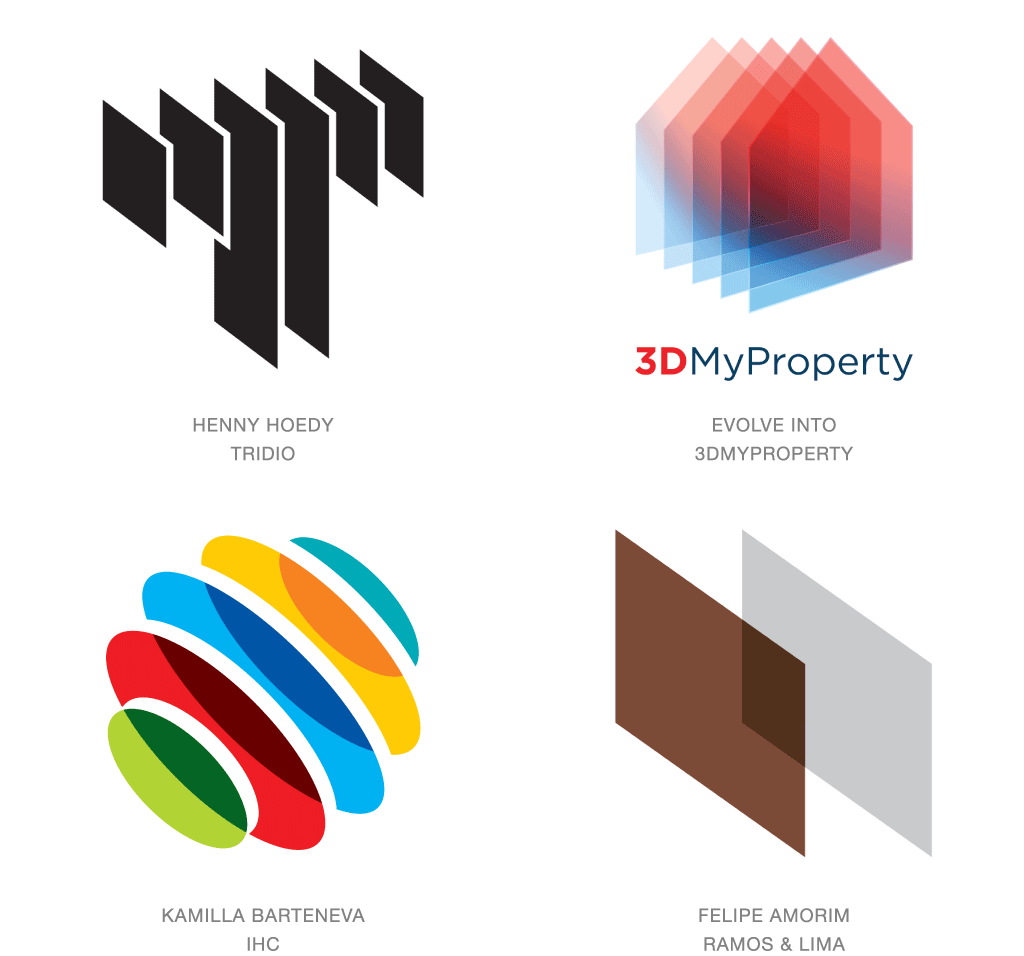 3DMyProperty
HENNY HOEDY
TRIDIO
EVOLVE INTO
3DMYPROPERTY
KAMILLA BARTENEVA
IHC
FELIPE AMORIM
RAMOS & LIMA